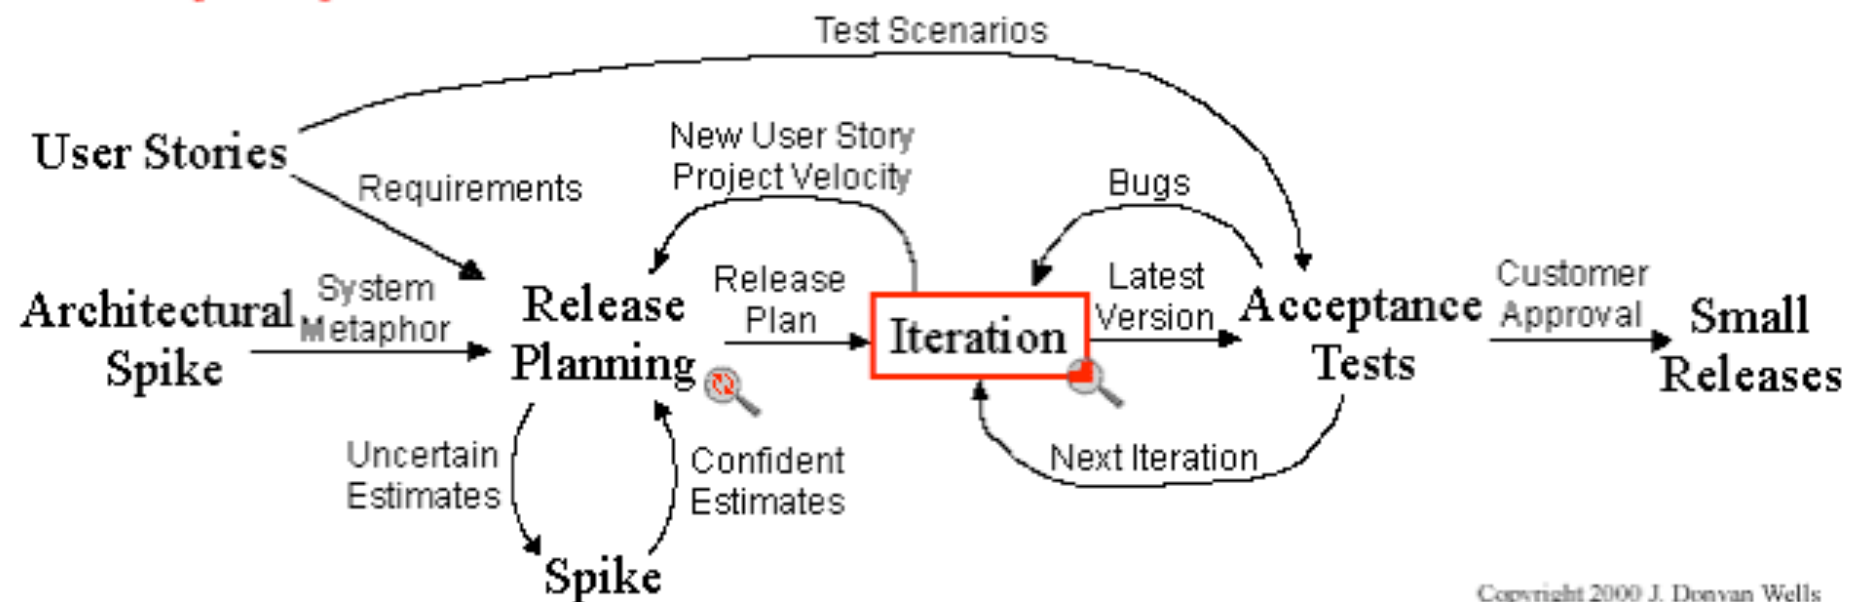 Test Scenarios
User Stories
Requirements
New User Story
Project Velocity
Bugs
Architectural
Spike
System
Metaphor
Release
Planning
Release
Plan
Iteration
Latest
Version
Acceptance
Tests
Customer
Approval
Small
Releases
Uncertain
Estimates
Confident
Estimates
Next Iteration
Spike
Copyright 2000 J. Donvan Wells